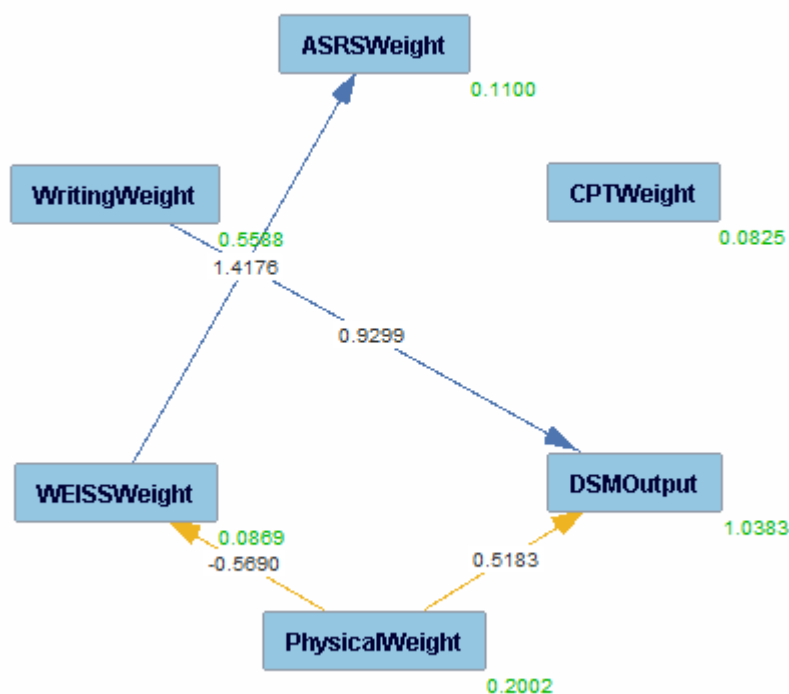 ASRSWeight
0.1100
WritingWeight
CPTWeight
0.5588
0.0825
1.4176
0.9299
WEISSWeight
DSMOutput
0.0869
1.0383
-0.5690
0.5183
PhysicalWeight
0.2002